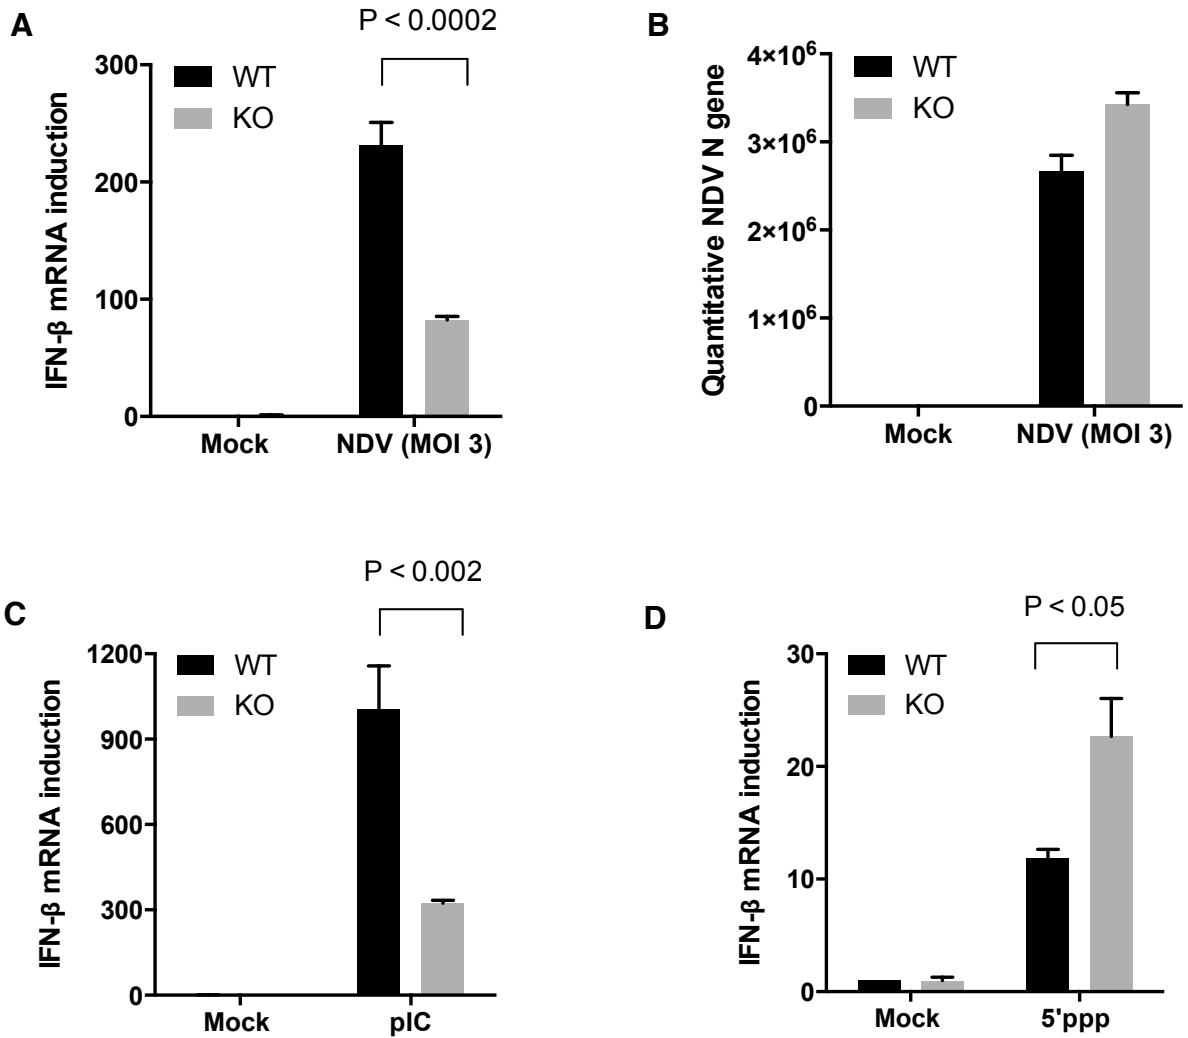 A
P < 0.0002
IFN-β mRNA induction
300
200
100
0
WT
KO
Mock
NDV (MOI 3)
B
Quantitative NDV N gene
4×10⁶
3×10⁶
2×10⁶
1×10⁶
0
WT
KO
Mock
NDV (MOI 3)
C
P < 0.002
IFN-β mRNA induction
1200
900
600
300
0
WT
KO
Mock
pIC
D
P < 0.05
IFN-β mRNA induction
30
20
10
0
WT
KO
Mock
5'ppp